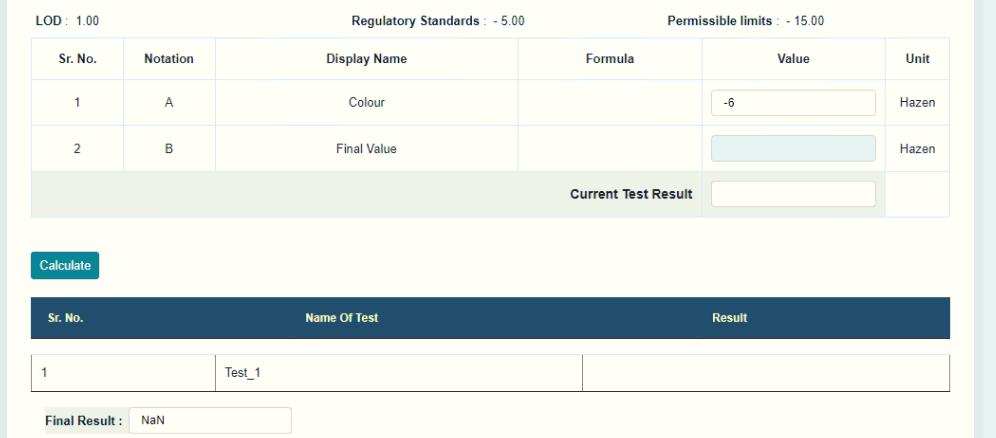 LOD : 1.00 Regulatory Standards : - 5.00 Permissible limits : - 15.00
Sr. No. Notation Display Name Formula Value Unit
1 A Colour -6 Hazen
2 B Final Value Hazen
Current Test Result
Calculate
Sr. No. Name Of Test Result
1 Test_1
Final Result : NaN